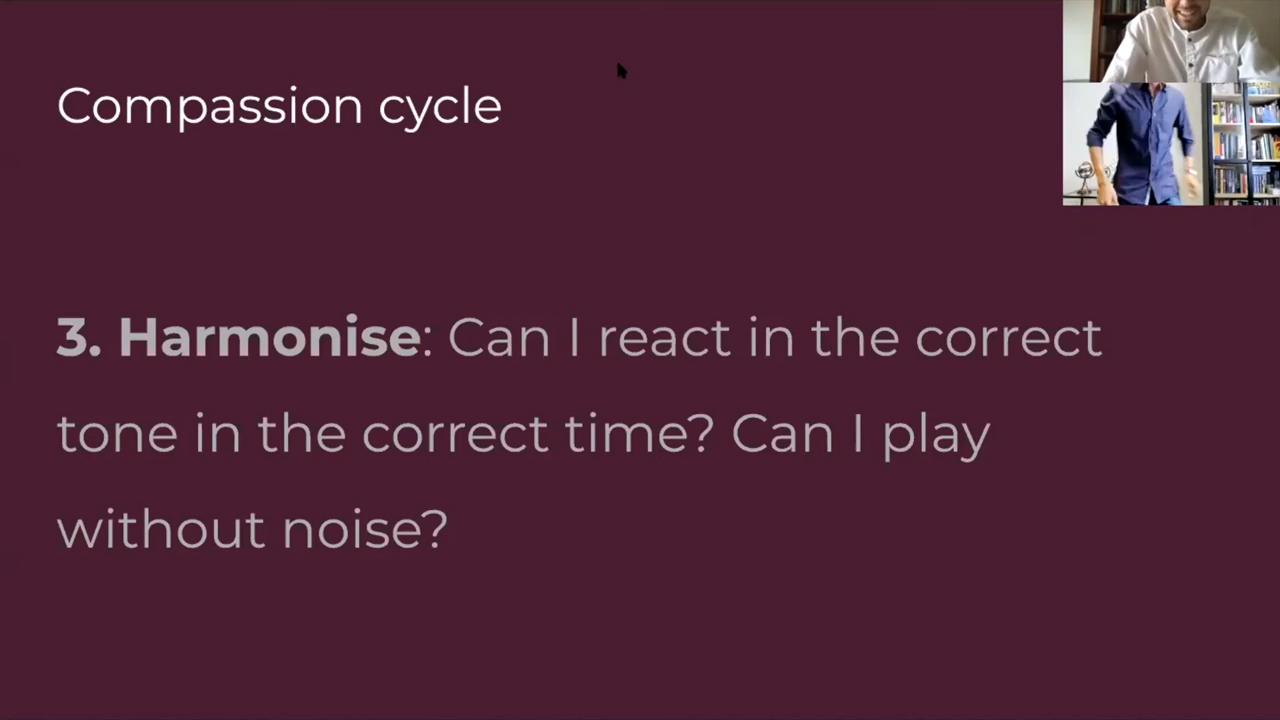 Compassion cycle
3. Harmonise: Can I react in the correct
tone in the correct time? Can I play
without noise?